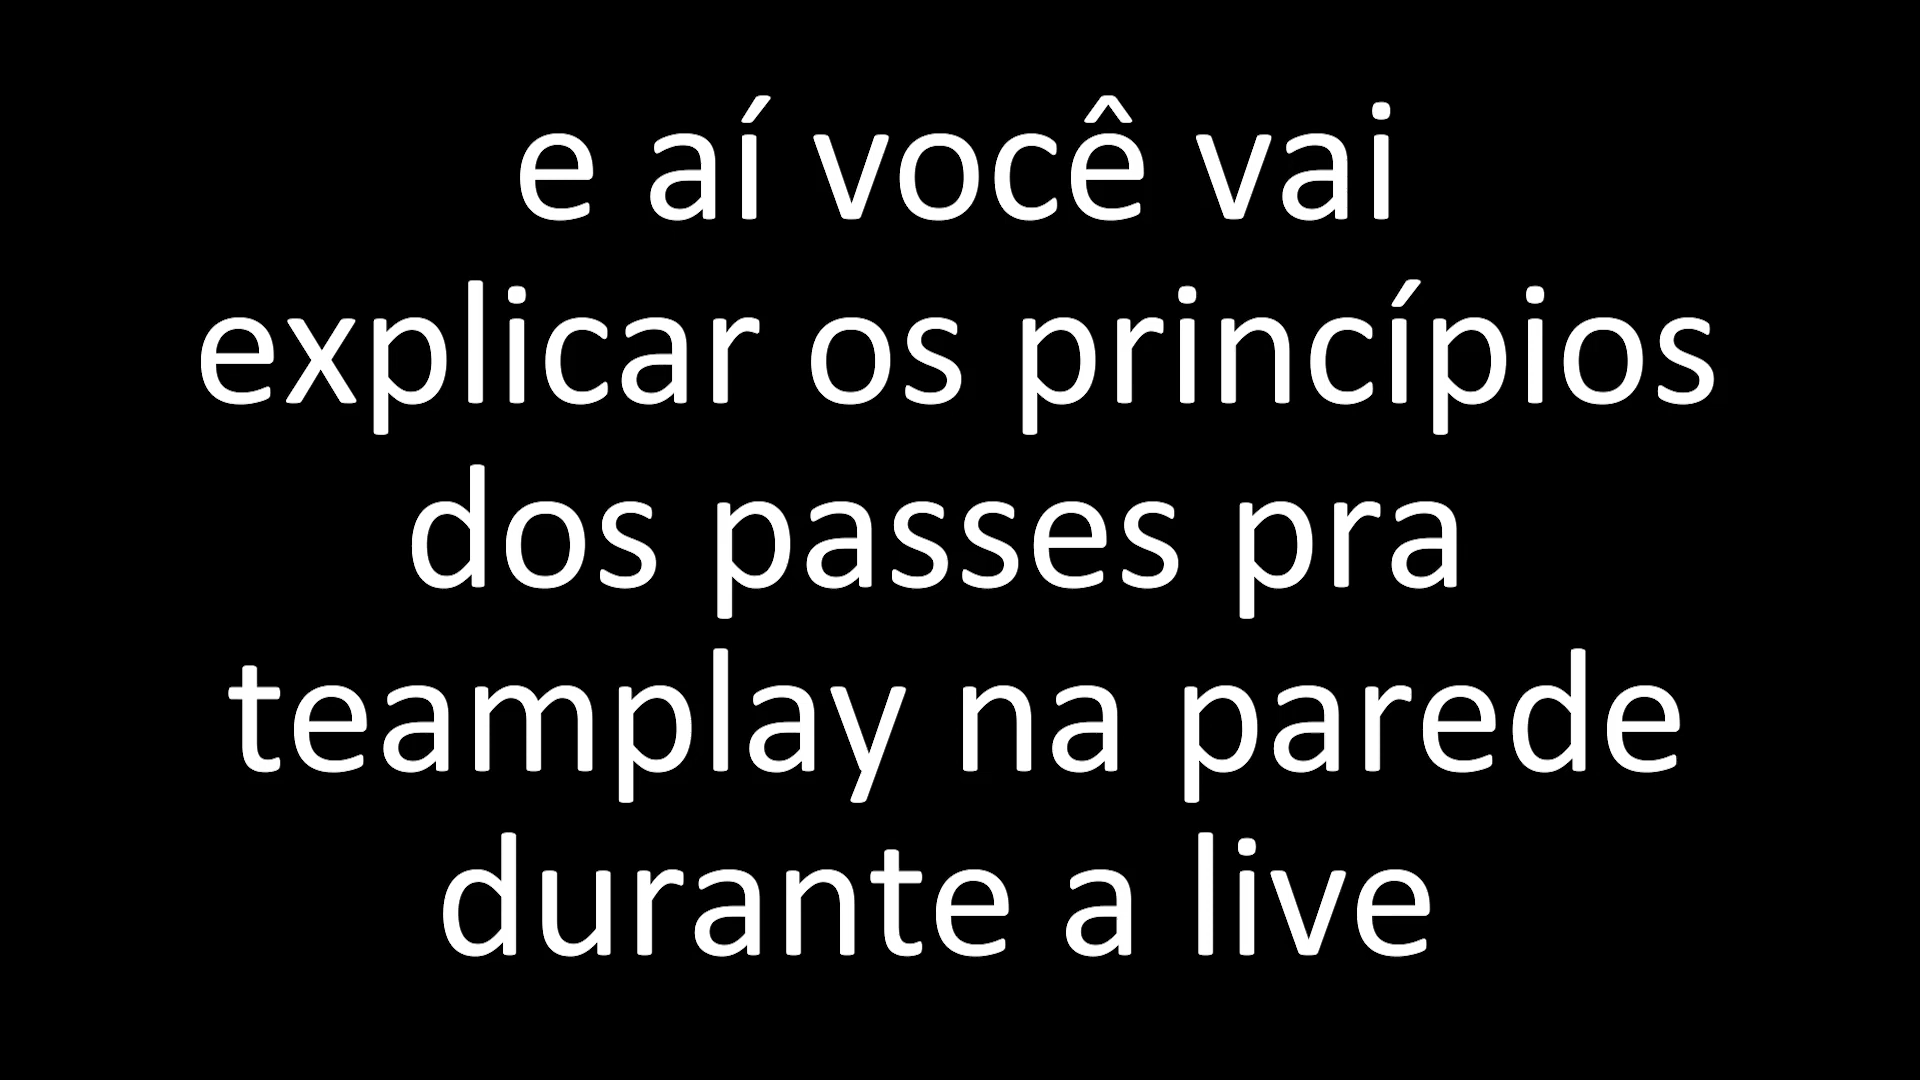 e aí você vai
explicar os princípios
dos passes pra
teamplay na parede
durante a live